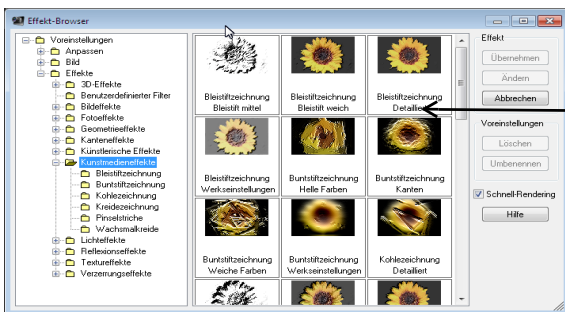 Effekt-Browser
Voreinstellungen
Anpassen
Bild
Effekte
3D-Effekte
Benutzerdefinierter Filter
Bildeffekte
Fotoeffekte
Geometrieeffekte
Kanteneffekte
Künstlerische Effekte
Kunstmedieneffekte
Bleistiftzeichnung
Buntstiftzeichnung
Kohlezeichnung
Kreidezeichnung
Pinselstriche
Wachsmalkreide
Lichteffekte
Reflexionseffekte
Textureffekte
Verzerrungseffekte
Bleistiftzeichnung
Bleistift mittel
Bleistiftzeichnung
Bleistift weich
Bleistiftzeichnung
Detailliert
Bleistiftzeichnung
Werkseinstellungen
Buntstiftzeichnung
Helle Farben
Buntstiftzeichnung
Kanten
Buntstiftzeichnung
Weiche Farben
Buntstiftzeichnung
Werkseinstellungen
Kohlezeichnung
Detailliert
Effekt
Übernehmen
Ändern
Abbrechen
Voreinstellungen
Löschen
Umbenennen
Schnell-Rendering
Hilfe